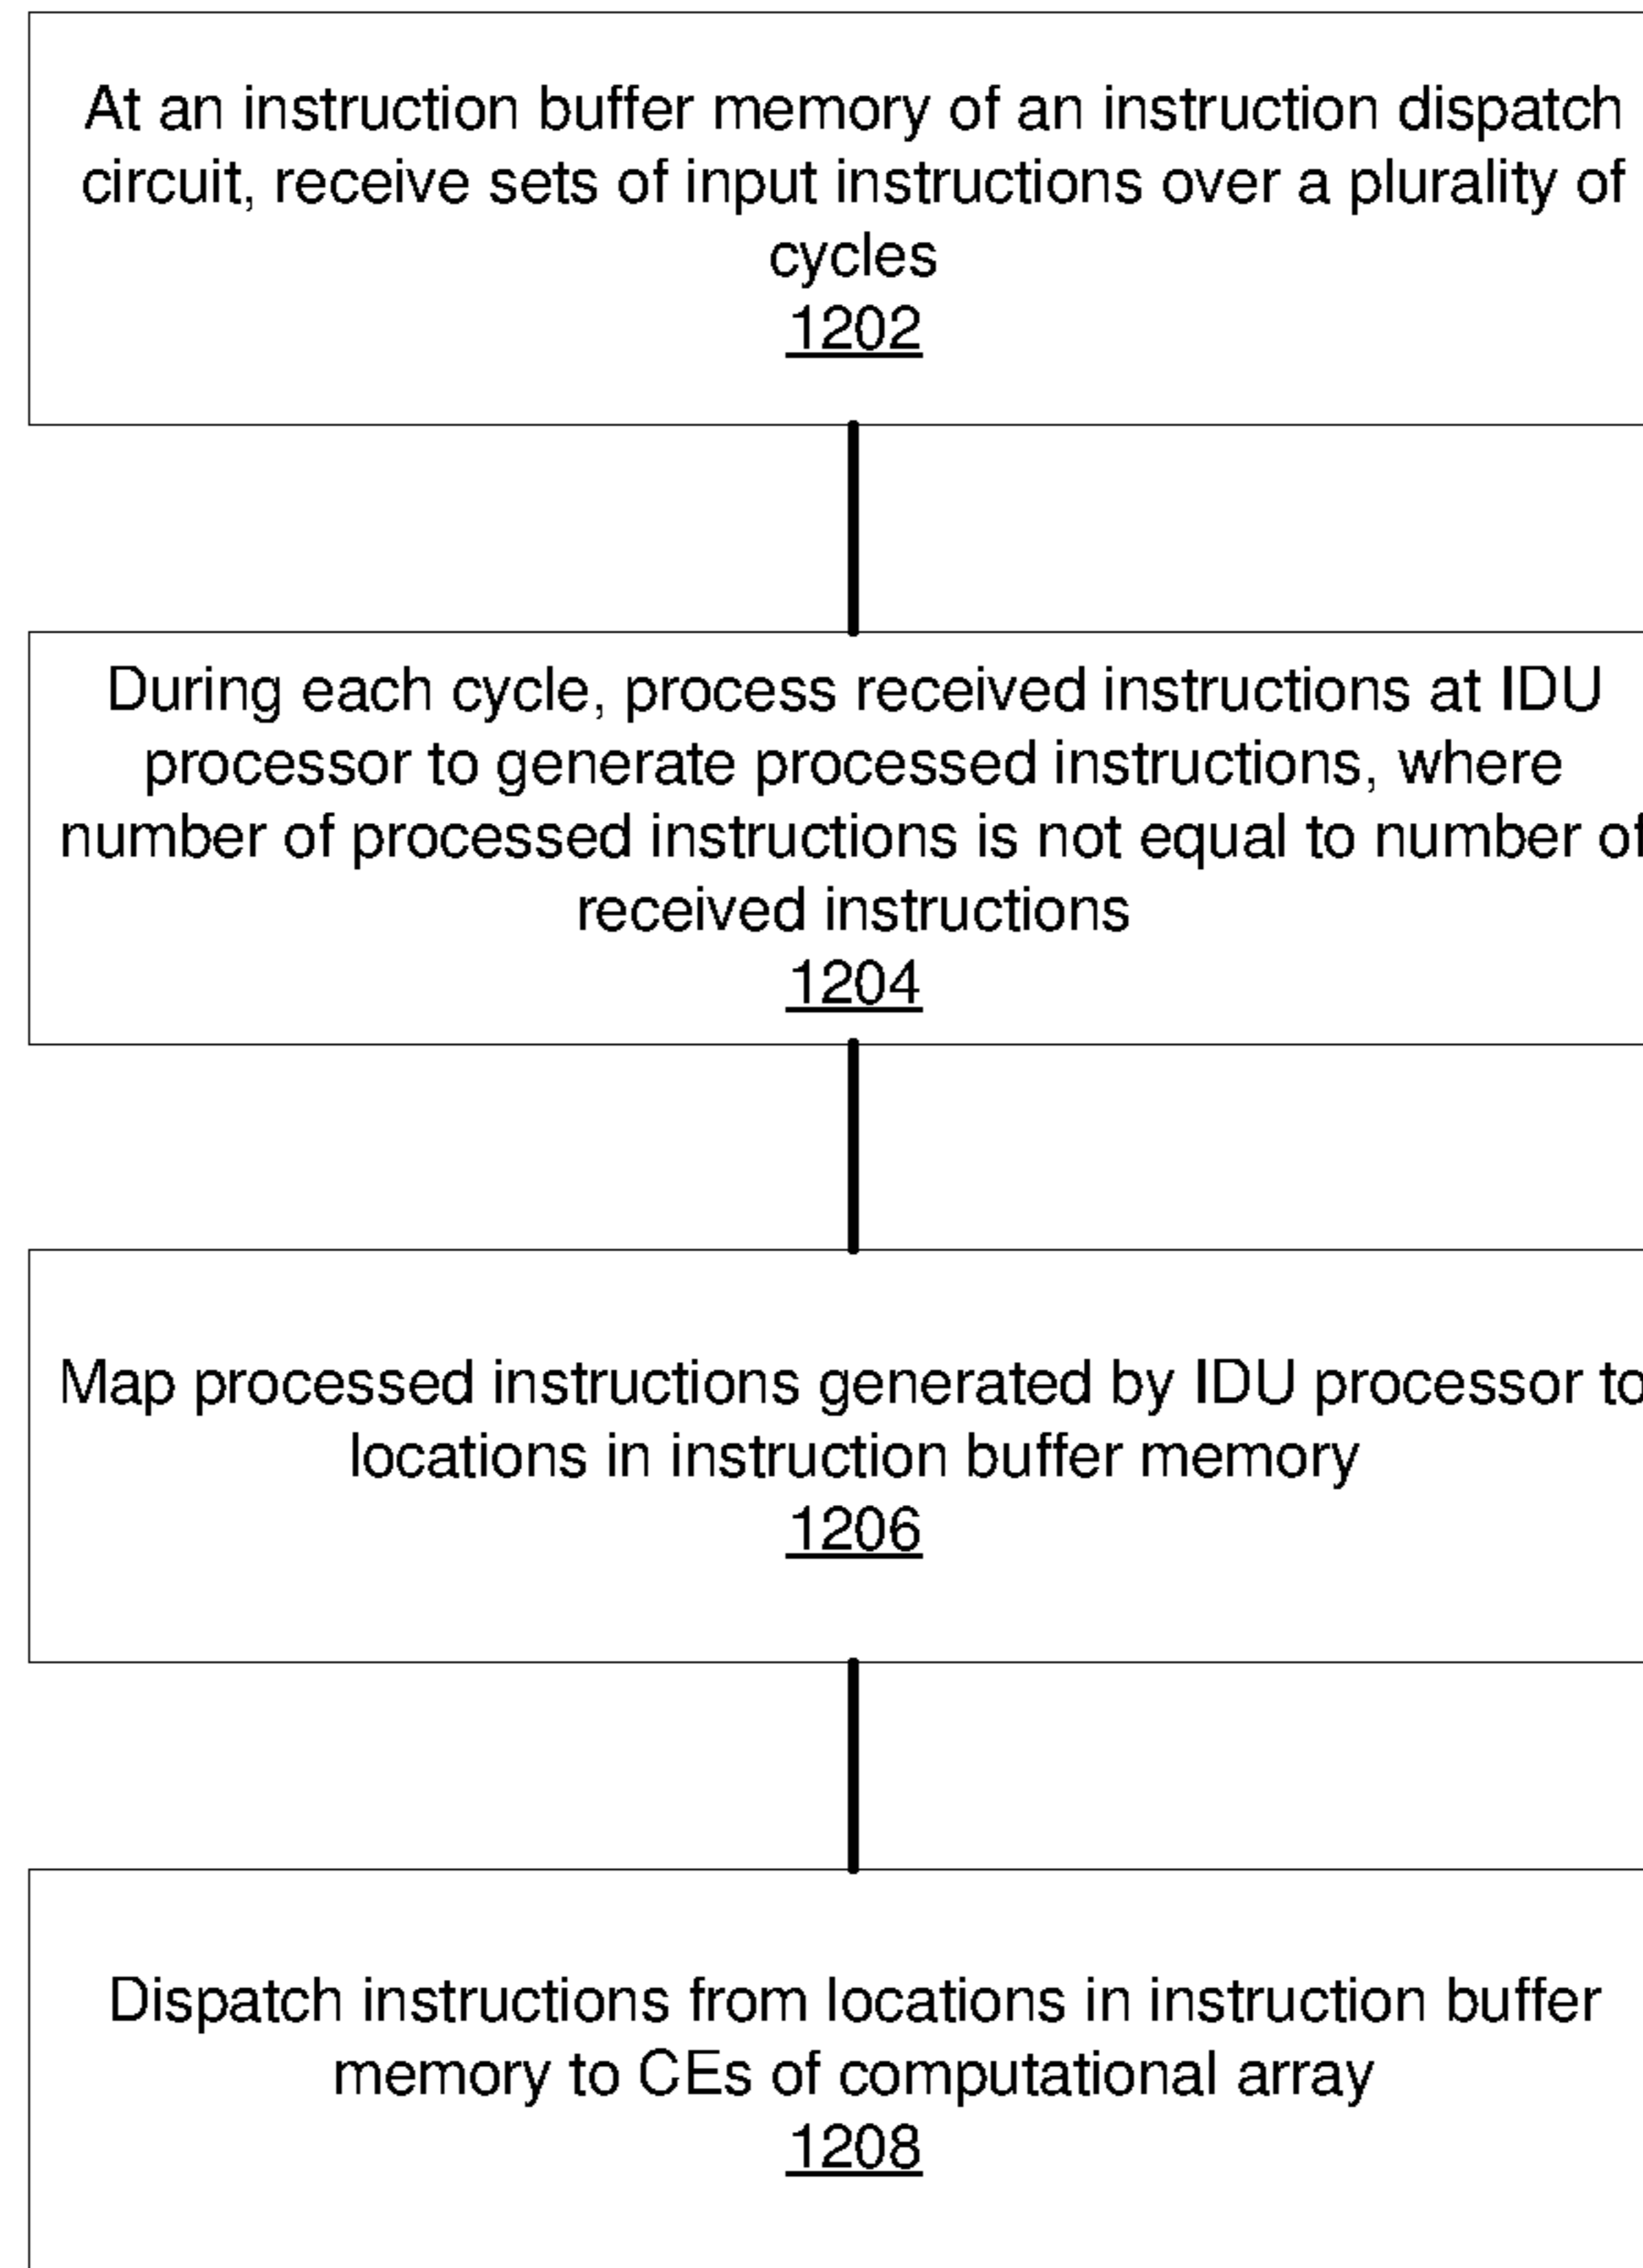 At an instruction buffer memory of an instruction dispatch
circuit, receive sets of input instructions over a plurality of
cycles
1202
During each cycle, process received instructions at IDU
processor to generate processed instructions, where
number of processed instructions is not equal to number of
received instructions
1204
Map processed instructions generated by IDU processor to
locations in instruction buffer memory
1206
Dispatch instructions from locations in instruction buffer
memory to CEs of computational array
1208